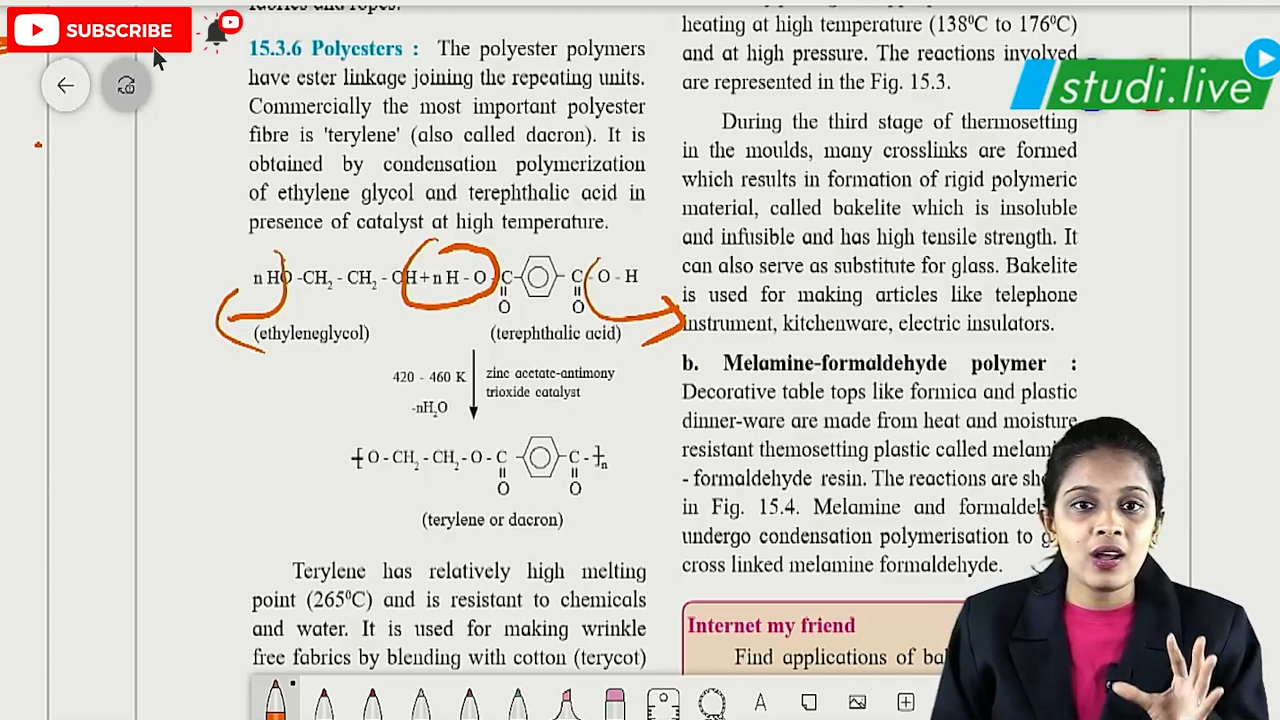 SUBSCRIBE
studi.live
15.3.6 Polyesters : The polyester polymers
have ester linkage joining the repeating units.
Commercially the most important polyester
fibre is 'terylene' (also called dacron). It is
obtained by condensation polymerization
of ethylene glycol and terephthalic acid in
presence of catalyst at high temperature.
n HO -CH₂ - CH₂ - OH+n H - O - C - C - O - H
O O
(ethyleneglycol) (terephthalic acid)
420 - 460 K zinc acetate-antimony
-nH₂O trioxide catalyst
[ O - CH₂ - CH₂ - O - C - C - ]n
O O
(terylene or dacron)
Terylene has relatively high melting
point (265⁰C) and is resistant to chemicals
and water. It is used for making wrinkle
free fabrics by blending with cotton (terycot)
heating at high temperature (138⁰C to 176⁰C)
and at high pressure. The reactions involved
are represented in the Fig. 15.3.
During the third stage of thermosetting
in the moulds, many crosslinks are formed
which results in formation of rigid polymeric
material, called bakelite which is insoluble
and infusible and has high tensile strength. It
can also serve as substitute for glass. Bakelite
is used for making articles like telephone
instrument, kitchenware, electric insulators.
b. Melamine-formaldehyde polymer :
Decorative table tops like formica and plastic
dinner-ware are made from heat and moisture
resistant themosetting plastic called
- formaldehyde resin. The reactions are
in Fig. 15.4. Melamine and
undergo condensation polymerisation to
cross linked melamine formaldehyde.
Internet my friend
Find applications of
A